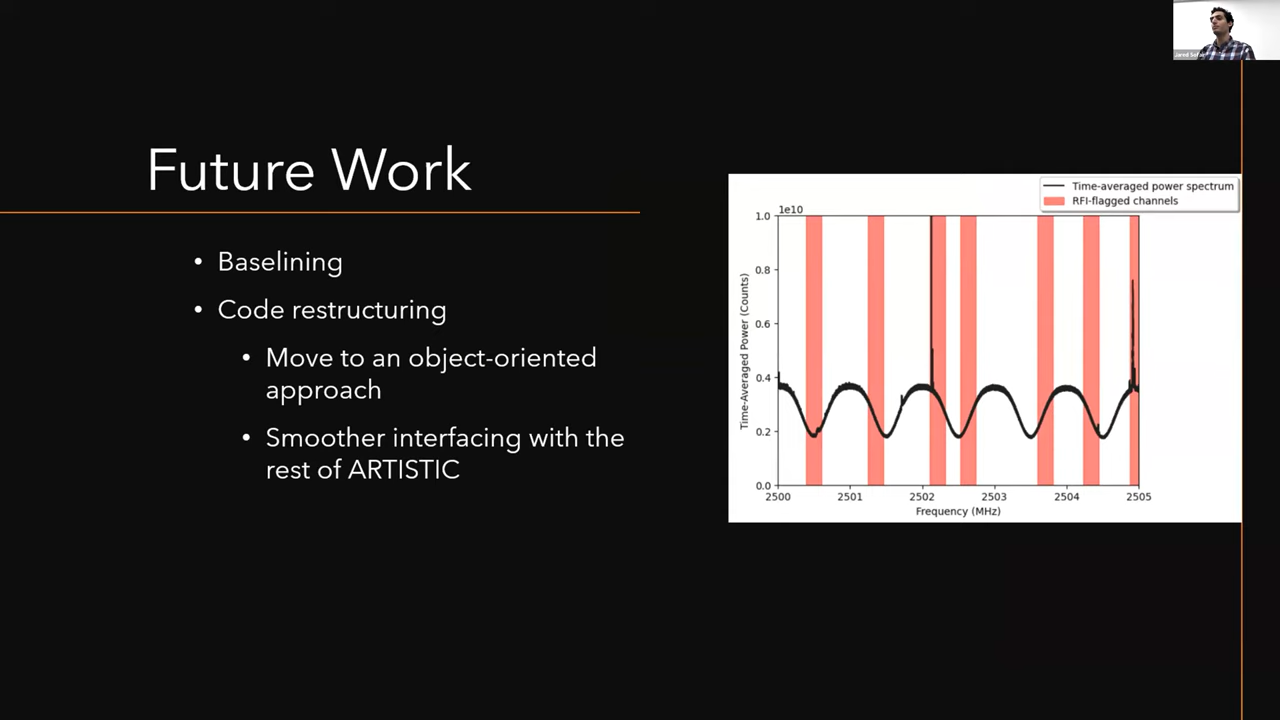 Jared
Future Work
• Baselining
• Code restructuring
• Move to an object-oriented
approach
• Smoother interfacing with the
rest of ARTISTIC
Time-averaged power spectrum
RFI-flagged channels
1e10
1.0
0.8
0.6
0.4
0.2
0.0
Time-Averaged Power (Counts)
2500 2501 2502 2503 2504 2505
Frequency (MHz)